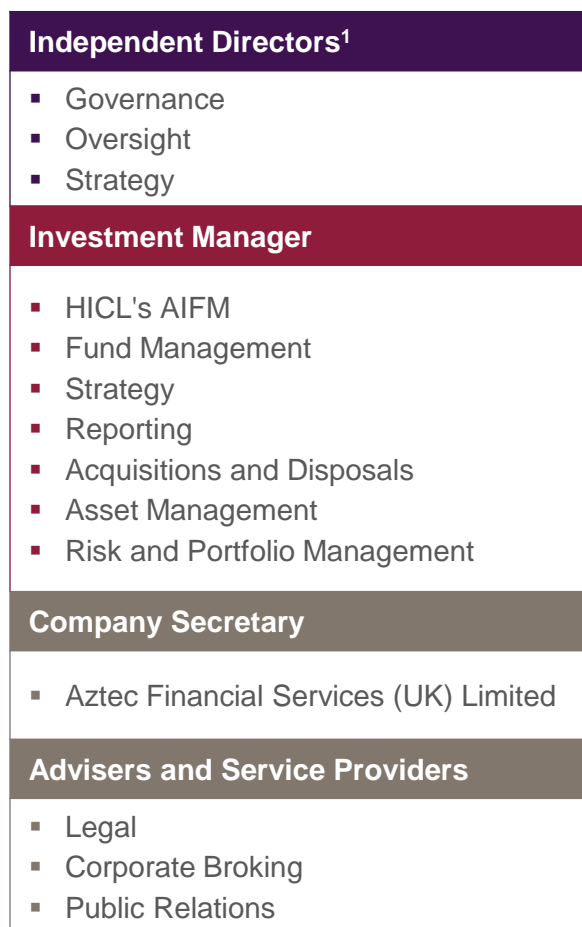 Independent Directors¹
▪ Governance
▪ Oversight
▪ Strategy
Investment Manager
▪ HICL's AIFM
▪ Fund Management
▪ Strategy
▪ Reporting
▪ Acquisitions and Disposals
▪ Asset Management
▪ Risk and Portfolio Management
Company Secretary
▪ Aztec Financial Services (UK) Limited
Advisers and Service Providers
▪ Legal
▪ Corporate Broking
▪ Public Relations